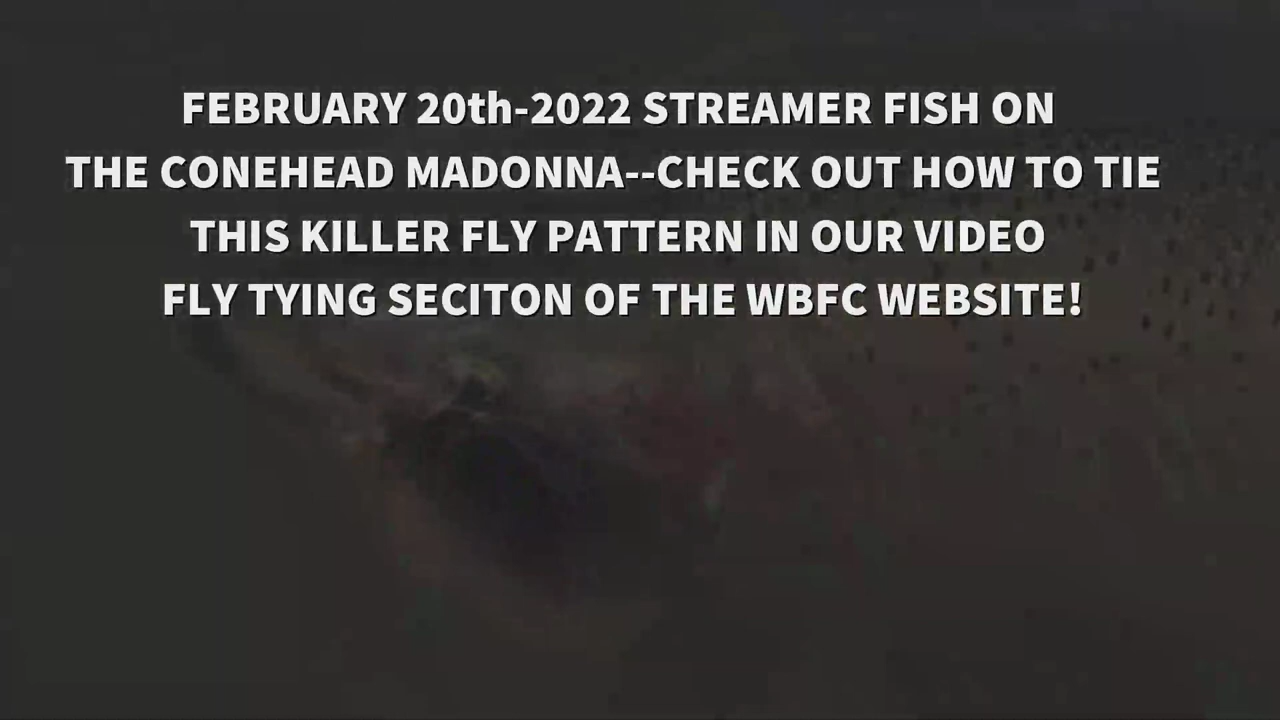 FEBRUARY 20th-2022 STREAMER FISH ON
THE CONEHEAD MADONNA--CHECK OUT HOW TO TIE
THIS KILLER FLY PATTERN IN OUR VIDEO
FLY TYING SECITON OF THE WBFC WEBSITE!